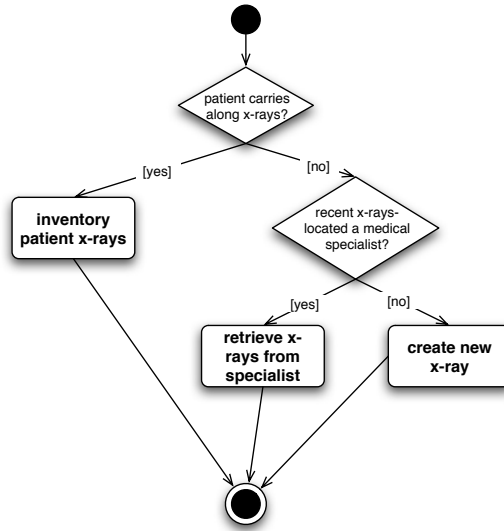 patient carries
along x-rays?
[yes]
[no]
inventory
patient x-rays
recent x-rays-
located a medical
specialist?
[yes]
[no]
retrieve x-
rays from
specialist
create new
x-ray